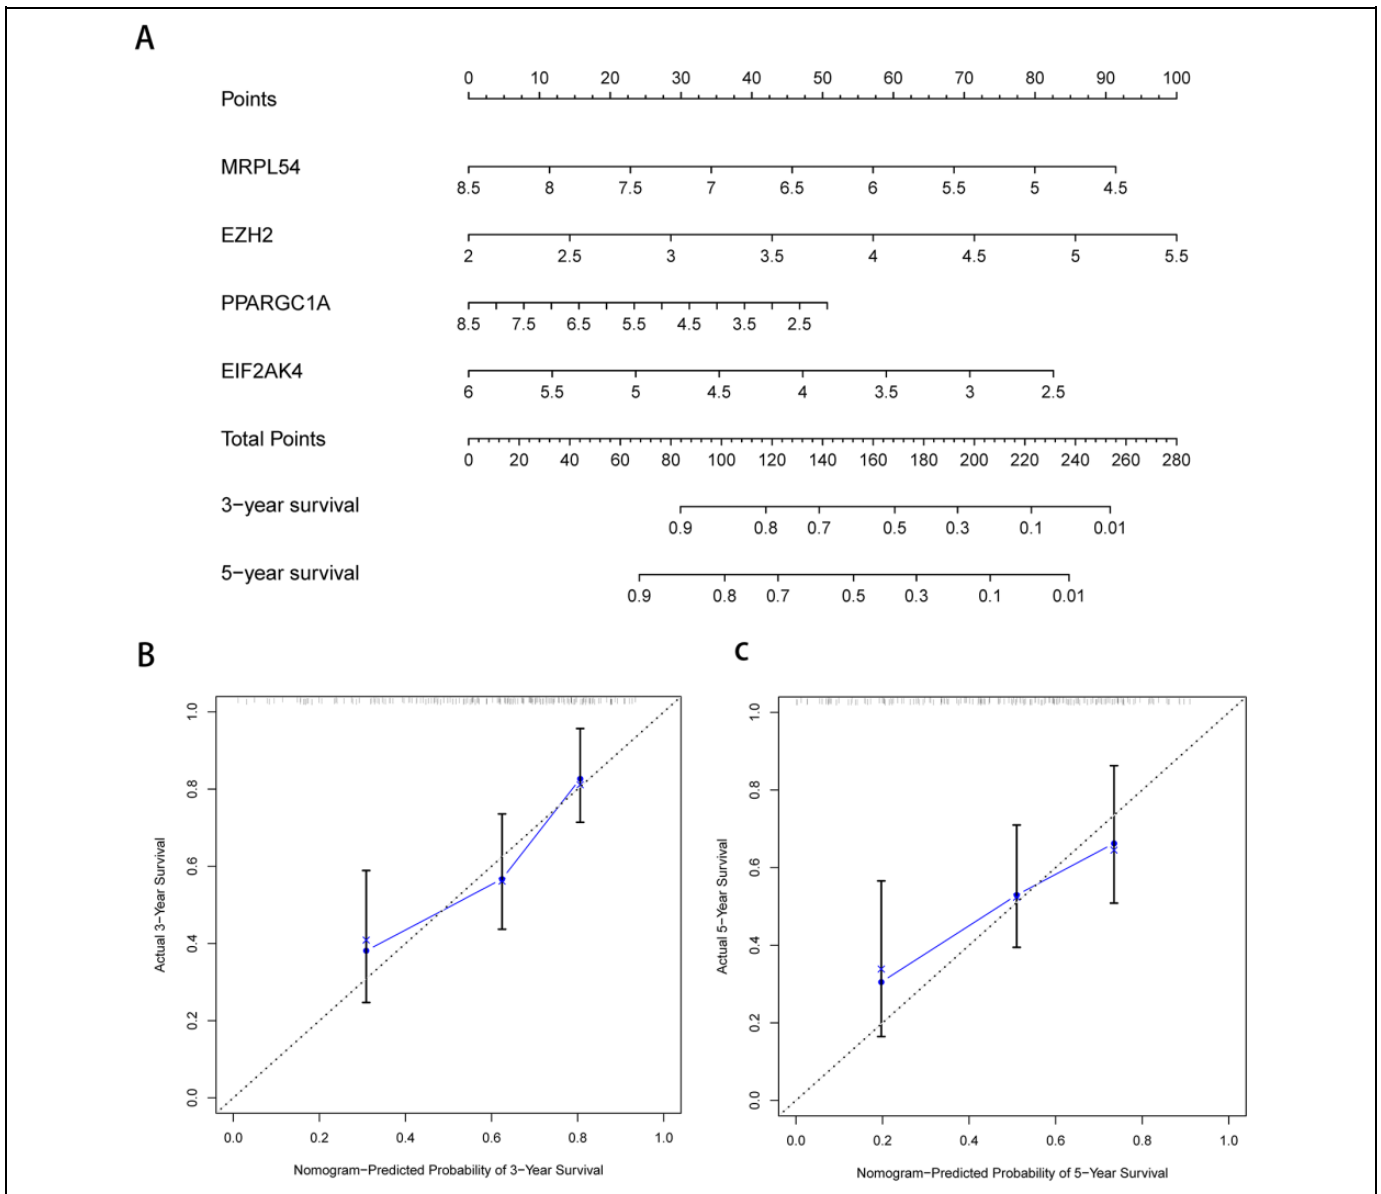 A
Points 0 10 20 30 40 50 60 70 80 90 100
MRPL54 8.5 8 7.5 7 6.5 6 5.5 5 4.5
EZH2 2 2.5 3 3.5 4 4.5 5 5.5
PPARGC1A 8.5 7.5 6.5 5.5 4.5 3.5 2.5
EIF2AK4 6 5.5 5 4.5 4 3.5 3 2.5
Total Points 0 20 40 60 80 100 120 140 160 180 200 220 240 260 280
3−year survival 0.9 0.8 0.7 0.5 0.3 0.1 0.01
5−year survival 0.9 0.8 0.7 0.5 0.3 0.1 0.01
B
Actual 3−Year Survival
1.0
0.8
0.6
0.4
0.2
0.0
0.0 0.2 0.4 0.6 0.8 1.0
Nomogram−Predicted Probability of 3−Year Survival
C
Actual 5−Year Survival
1.0
0.8
0.6
0.4
0.2
0.0
0.0 0.2 0.4 0.6 0.8 1.0
Nomogram−Predicted Probability of 5−Year Survival